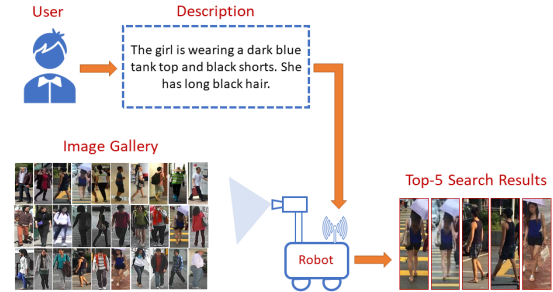 User
Description
The girl is wearing a dark blue
tank top and black shorts. She
has long black hair.
Image Gallery
Top-5 Search Results
Robot